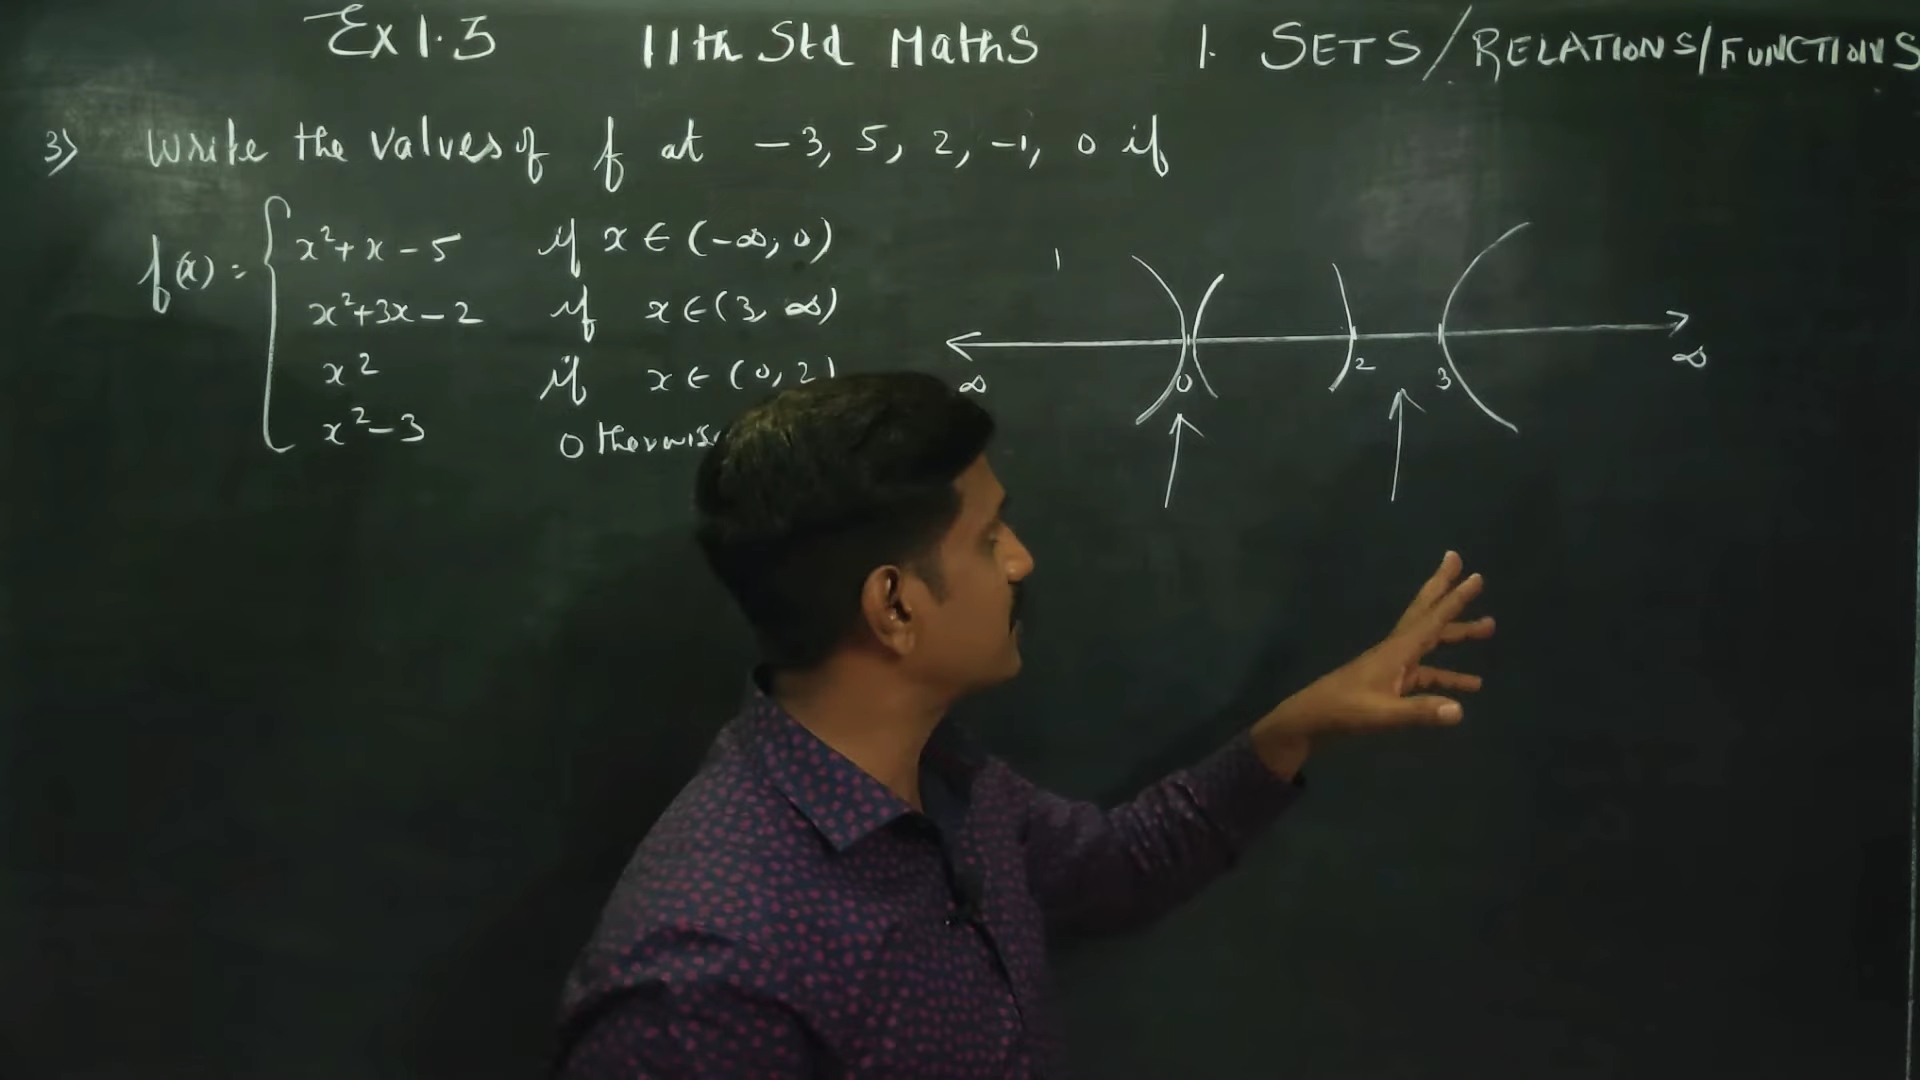 Ex 1.3 11th Std Maths 1. SETS/RELATIONS/FUNCTIONS
3) Write the values of f at -3, 5, 2, -1, 0 if
f(x) =
x²+x-5 if x ∈ (-∞, 0)
x²+3x-2 if x ∈ (3, ∞)
x² if x ∈ (0, 2)
x²-3 otherwise
∞ 0 2 3 ∞